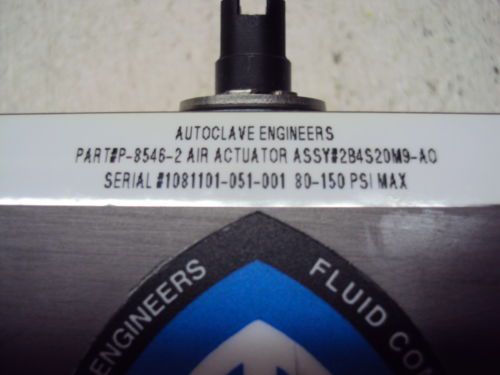 AUTOCLAVE ENGINEERS
PART#P-8546-2 AIR ACTUATOR ASSY#2B4S20M9-AO
SERIAL #1081101-051-001 80-150 PSI MAX
ENGINEERS FLUID